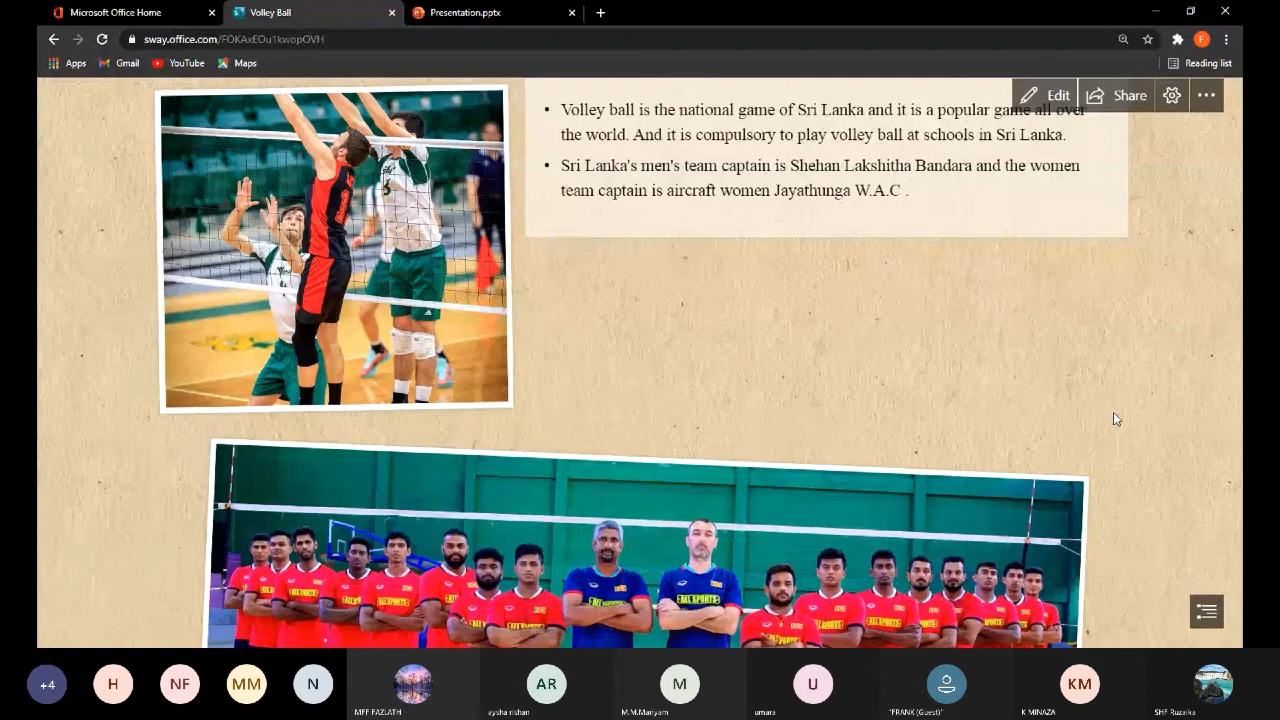 Microsoft Office Home
Volley Ball
Presentation.pptx
sway.office.com/FOKAxEOu1kwopOVH
Apps
Gmail
YouTube
Maps
F
Reading list
Edit
Share
• Volley ball is the national game of Sri Lanka and it is a popular game all over
the world. And it is compulsory to play volley ball at schools in Sri Lanka.
• Sri Lanka's men's team captain is Shehan Lakshitha Bandara and the women
team captain is aircraft women Jayathunga W.A.C .
ALL SPORTS
ALL SPORTS
+4
H
NF
MM
N
AR
M
U
KM
MFF FAZLATH
aysha rishan
M.M.Mariyam
umara
'FRANK (Guest)'
K MINAZA
SHF Ruzaika